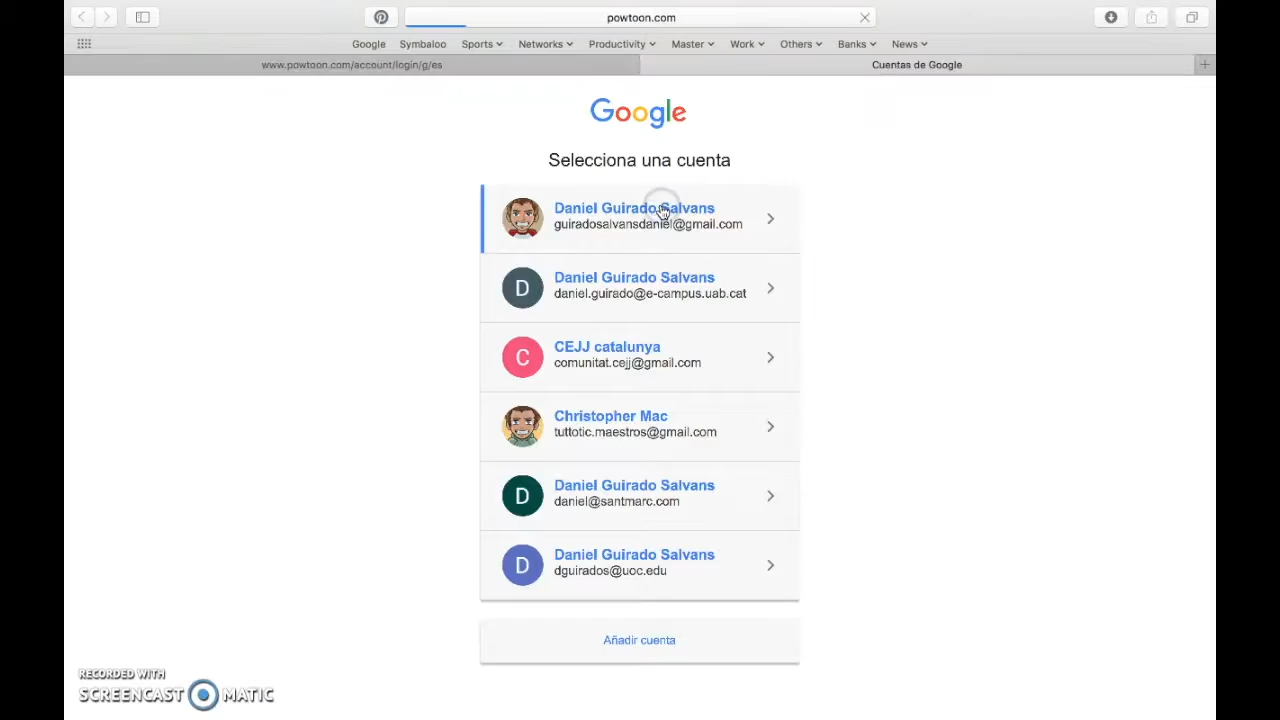 powtoon.com
Google Symbaloo Sports Networks Productivity Master Work Others Banks News
www.powtoon.com/account/login/g/es Cuentas de Google
Google
Selecciona una cuenta
Daniel Guirado Salvans
guiradosalvansdaniel@gmail.com
D
Daniel Guirado Salvans
daniel.guirado@e-campus.uab.cat
C
CEJJ catalunya
comunitat.cejj@gmail.com
Christopher Mac
tuttotic.maestros@gmail.com
D
Daniel Guirado Salvans
daniel@santmarc.com
D
Daniel Guirado Salvans
dguirados@uoc.edu
Añadir cuenta
RECORDED WITH
SCREENCAST MATIC